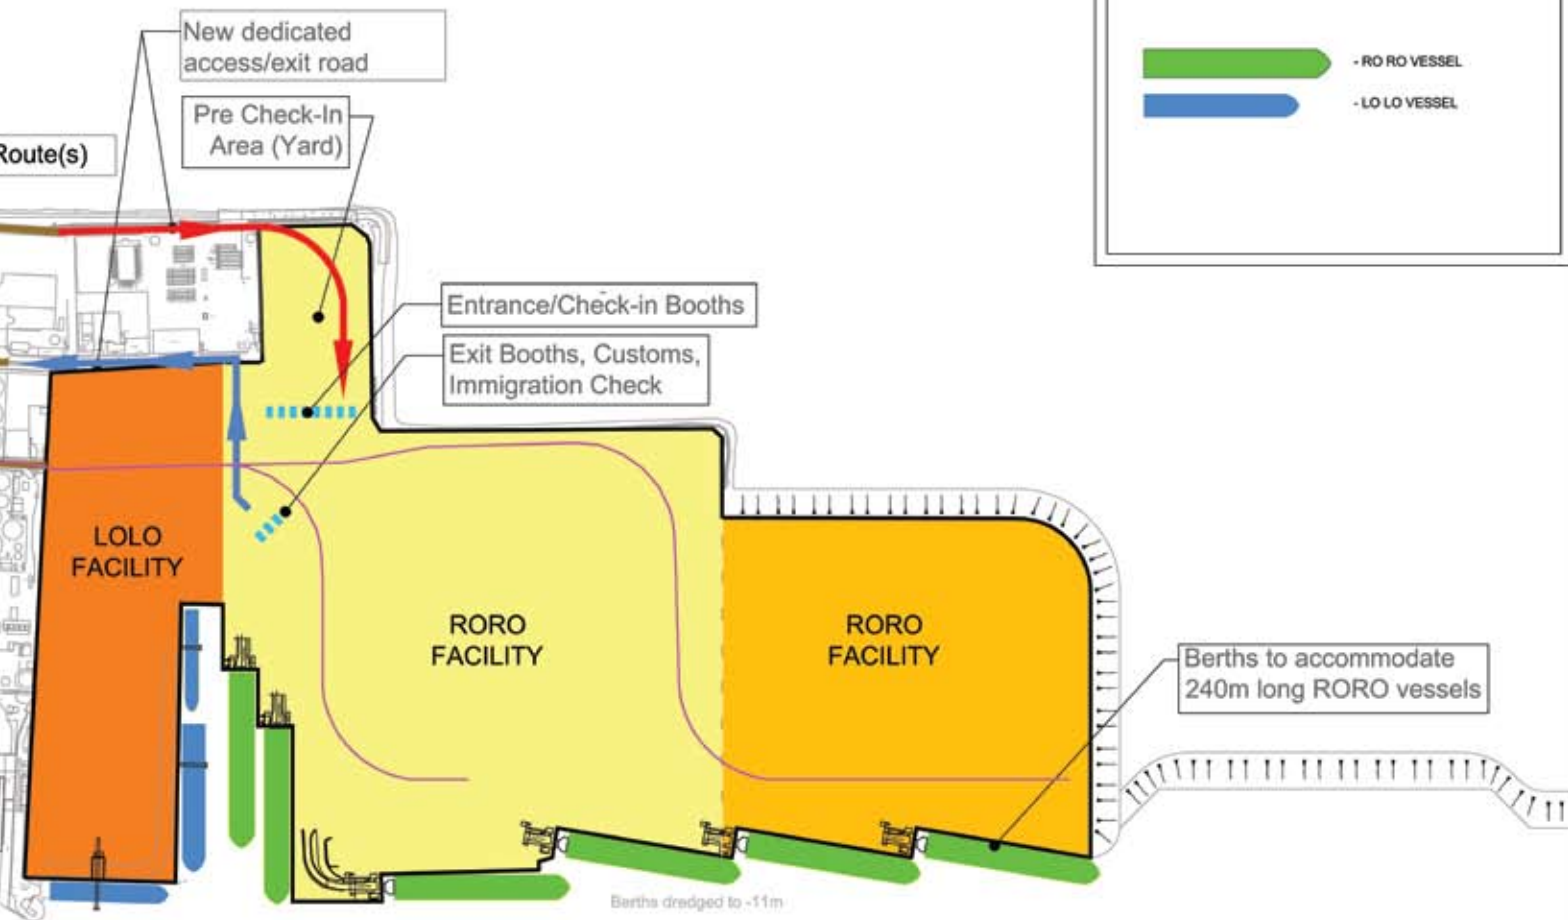 New dedicated
access/exit road
- RO RO VESSEL
- LO LO VESSEL
Pre Check-In
Area (Yard)
Route(s)
Entrance/Check-in Booths
Exit Booths, Customs,
Immigration Check
LOLO
FACILITY
RORO
FACILITY
RORO
FACILITY
Berths to accommodate
240m long RORO vessels
Berths dredged to -11m